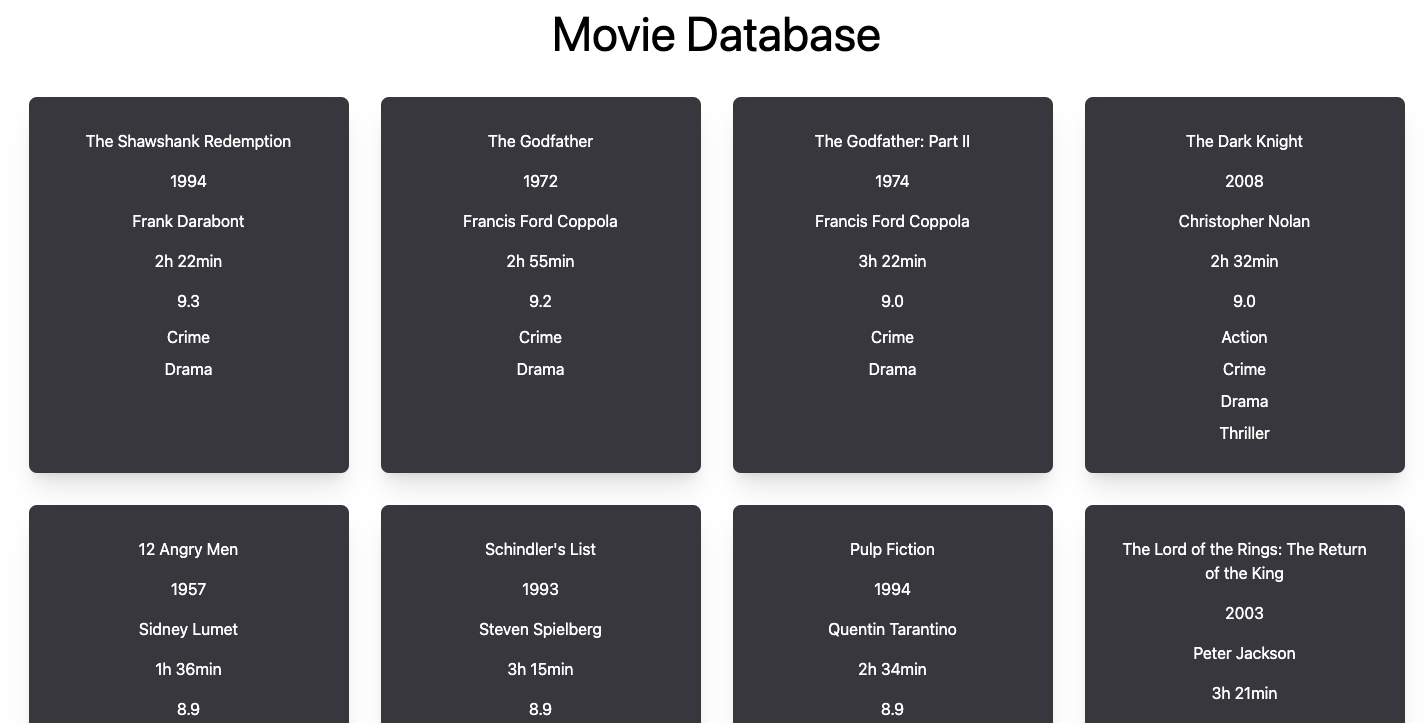 Movie Database
The Shawshank Redemption
1994
Frank Darabont
2h 22min
9.3
Crime
Drama
The Godfather
1972
Francis Ford Coppola
2h 55min
9.2
Crime
Drama
The Godfather: Part II
1974
Francis Ford Coppola
3h 22min
9.0
Crime
Drama
The Dark Knight
2008
Christopher Nolan
2h 32min
9.0
Action
Crime
Drama
Thriller
12 Angry Men
1957
Sidney Lumet
1h 36min
8.9
Schindler's List
1993
Steven Spielberg
3h 15min
8.9
Pulp Fiction
1994
Quentin Tarantino
2h 34min
8.9
The Lord of the Rings: The Return
of the King
2003
Peter Jackson
3h 21min